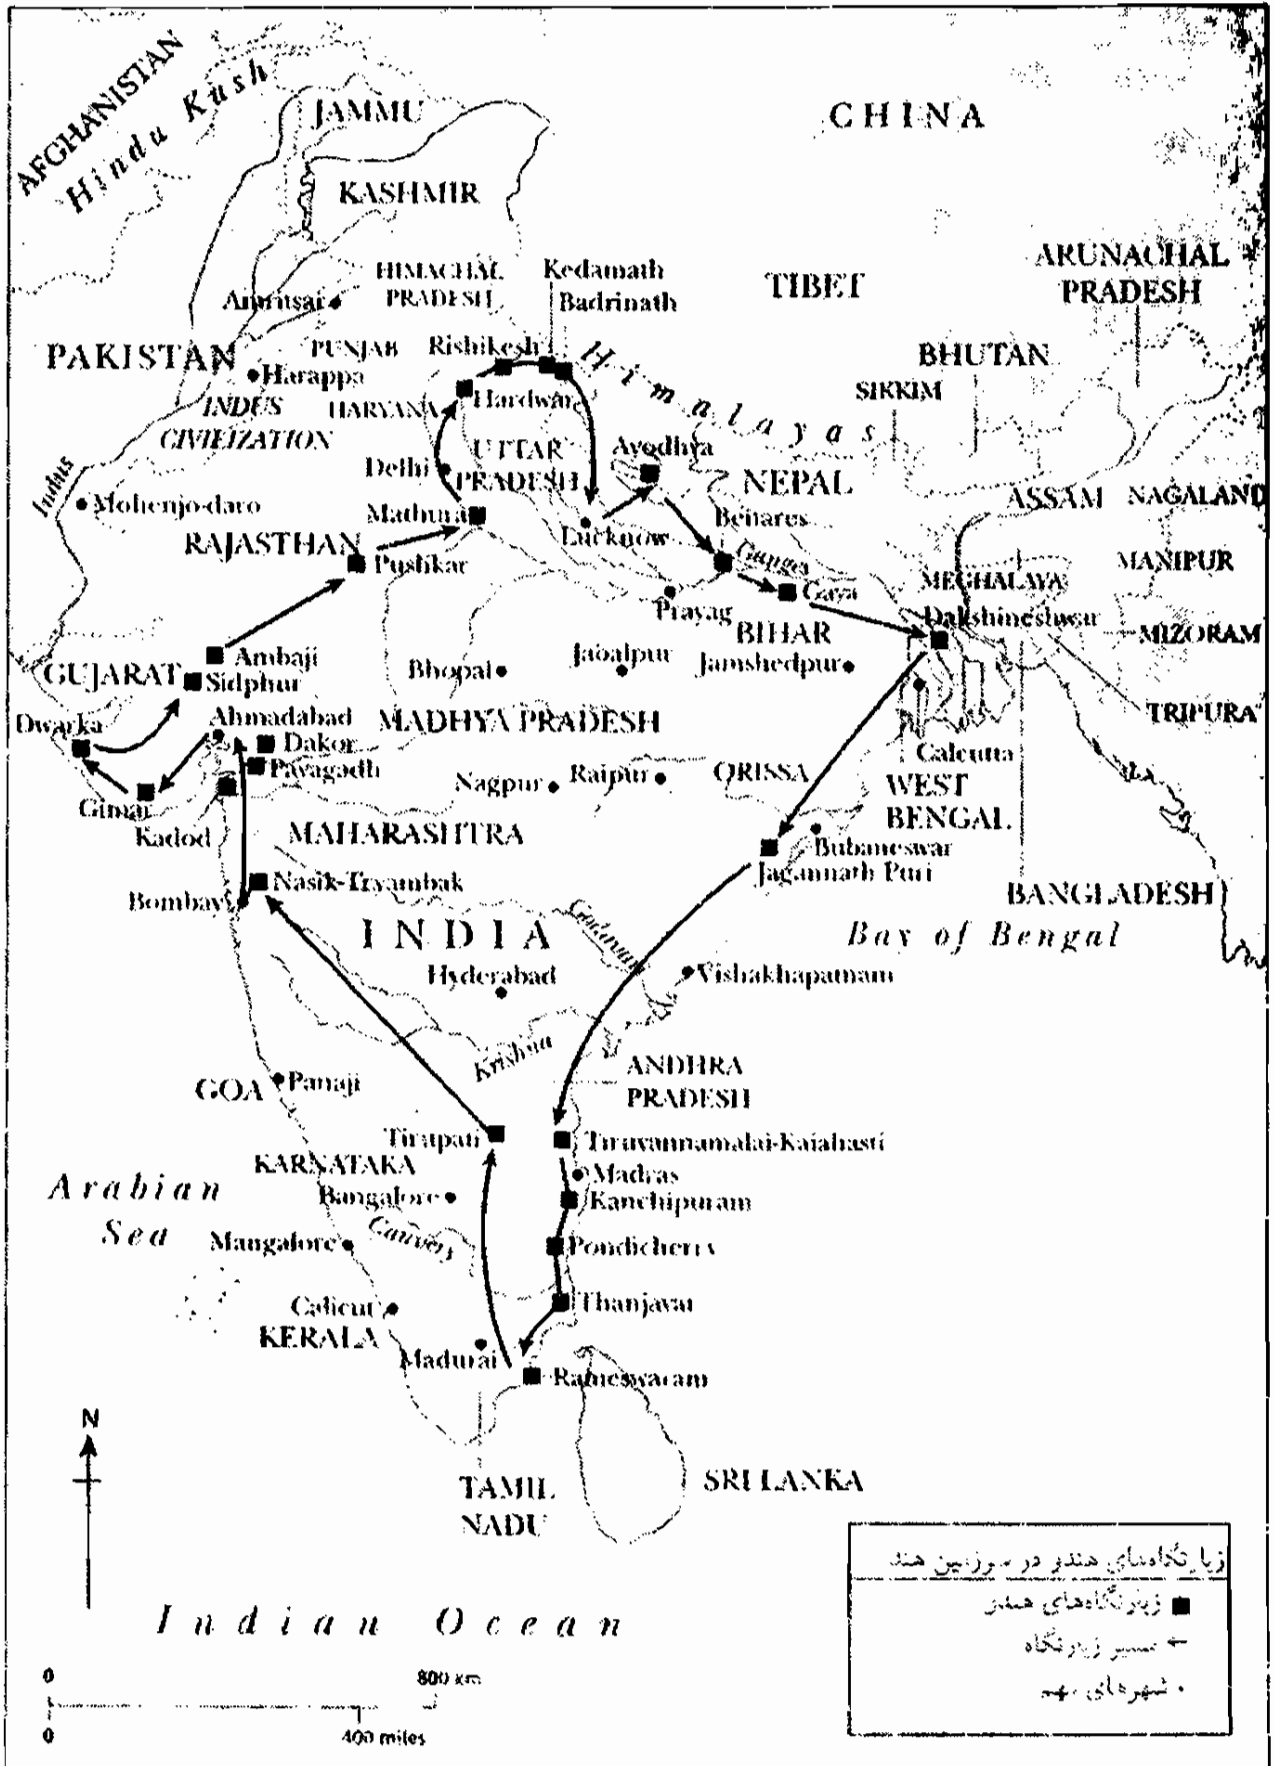 AFGHANISTAN
Hindu Kush
JAMMU
CHINA
KASHMIR
HIMACHAL
PRADESH
Kedamath
Badrinath
TIBET
ARUNACHAL
PRADESH
Amritsar
PAKISTAN
PUNJAB
Rishikesh
Himalayas
BHUTAN
Harappa
SIKKIM
INDUS
CIVILIZATION
HARYANA
Hardwar
Indus
Delhi
UTTAR
PRADESH
Ayodhya
NEPAL
ASSAM
NAGALAND
Mohenjo-daro
Mathura
Benares
RAJASTHAN
Lucknow
Pushkar
Ganges
Gaya
MEGHALAYA
MANIPUR
Prayag
BIHAR
Dakshineshwar
MIZORAM
Ambaji
GUJARAT
Sidphur
Bhopal
Jabalpur
Jamshedpur
TRIPURA
Dwarka
Ahmadabad
MADHYA PRADESH
Dakor
Pavagadh
Calcutta
Nagpur
Raipur
ORISSA
WEST
BENGAL
Girnar
Kadod
MAHARASHTRA
Bubaneswar
Jagannath Puri
Nasik-Tryambak
BANGLADESH
Bombay
INDIA
Godavari
Bay of Bengal
Hyderabad
Vishakhapatnam
Krishna
ANDHRA
PRADESH
GOA
Panaji
Tirupati
Tiruvannamalai-Kalahasti
KARNATAKA
Madras
Arabian
Sea
Bangalore
Kanchipuram
Cauvery
Mangalore
Pondicherry
Calicut
Thanjavar
KERALA
Madurai
Rameswaram
N
TAMIL
NADU
SRI LANKA
زیارتگاه‌های هندو در سرزمین هند
زیارتگاه‌های هندو
مسیر زیارتگاه
شهرهای مهم
Indian Ocean
0
800 km
0
400 miles